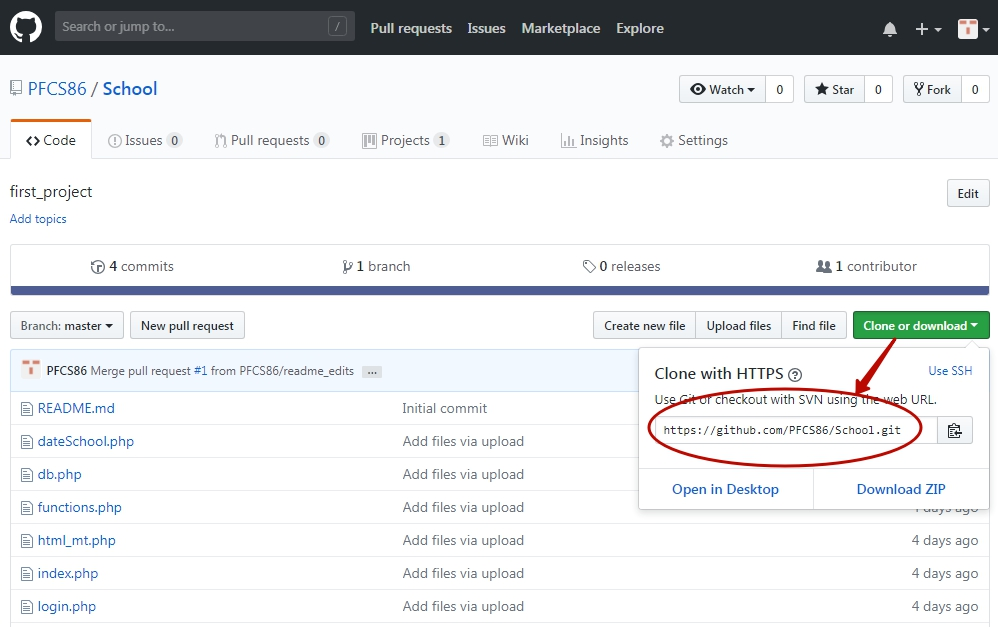 Search or jump to... /
Pull requests Issues Marketplace Explore
PFCS86 / School
Watch 0 Star 0 Fork 0
Code Issues 0 Pull requests 0 Projects 1 Wiki Insights Settings
first_project
Edit
Add topics
4 commits 1 branch 0 releases 1 contributor
Branch: master New pull request Create new file Upload files Find file Clone or download
PFCS86 Merge pull request #1 from PFCS86/readme_edits ...
Clone with HTTPS ? Use SSH
Use Git or checkout with SVN using the web URL.
https://github.com/PFCS86/School.git
Open in Desktop Download ZIP
README.md Initial commit
dateSchool.php Add files via upload
db.php Add files via upload
functions.php Add files via upload 4 days ago
html_mt.php Add files via upload 4 days ago
index.php Add files via upload 4 days ago
login.php Add files via upload 4 days ago